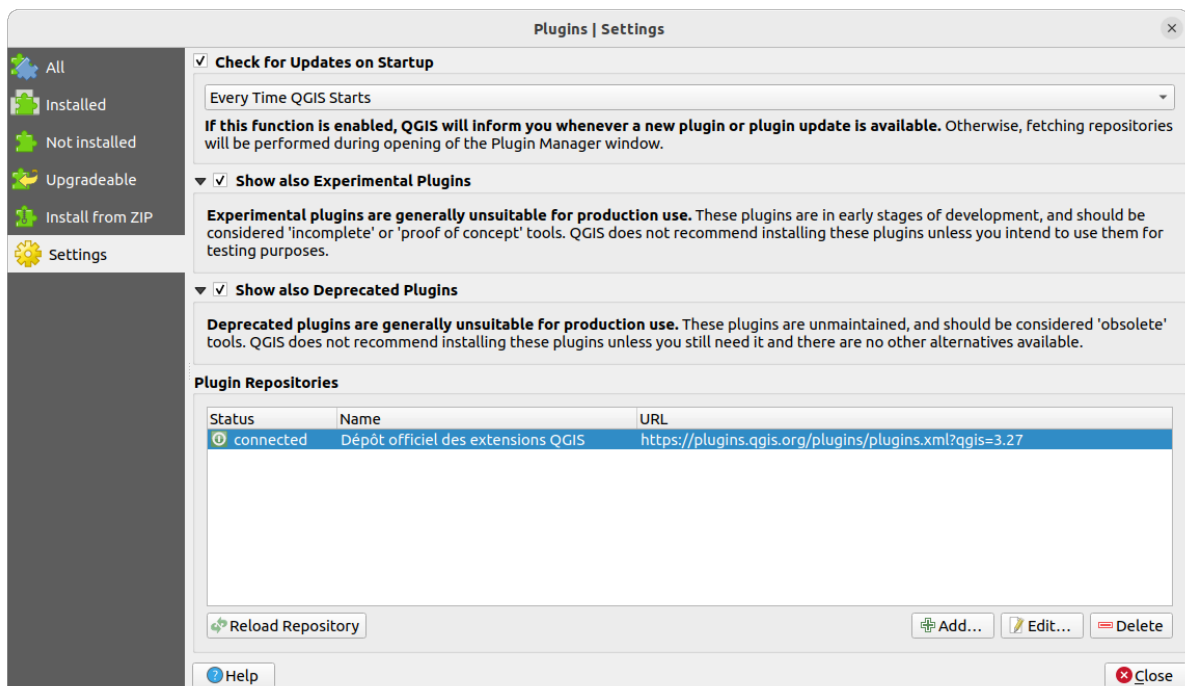 Plugins | Settings
All
Installed
Not installed
Upgradeable
Install from ZIP
Settings
Check for Updates on Startup
Every Time QGIS Starts
If this function is enabled, QGIS will inform you whenever a new plugin or plugin update is available. Otherwise, fetching repositories
will be performed during opening of the Plugin Manager window.
Show also Experimental Plugins
Experimental plugins are generally unsuitable for production use. These plugins are in early stages of development, and should be
considered 'incomplete' or 'proof of concept' tools. QGIS does not recommend installing these plugins unless you intend to use them for
testing purposes.
Show also Deprecated Plugins
Deprecated plugins are generally unsuitable for production use. These plugins are unmaintained, and should be considered 'obsolete'
tools. QGIS does not recommend installing these plugins unless you still need it and there are no other alternatives available.
Plugin Repositories
Status Name URL
connected Dépôt officiel des extensions QGIS https://plugins.qgis.org/plugins/plugins.xml?qgis=3.27
Reload Repository Add... Edit... Delete
Help Close